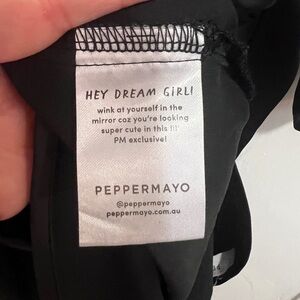 HEY DREAM GIRL!
wink at yourself in the
mirror coz you're looking
super cute in this lil'
PM exclusive!
PEPPERMAYO
@peppermayo
peppermayo.com.au